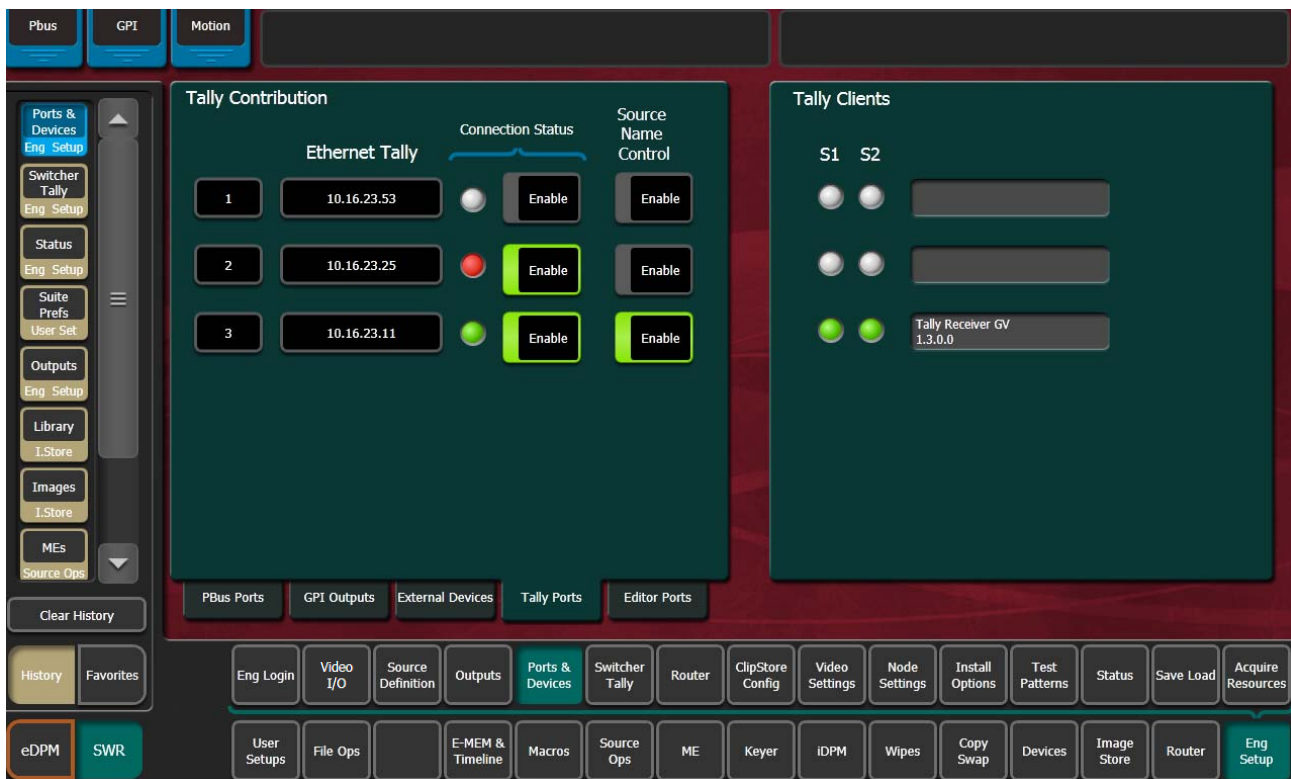 Pbus
GPI
Motion
Ports &
Devices
Eng Setup
Switcher
Tally
Eng Setup
Status
Eng Setup
Suite
Prefs
User Set
Outputs
Eng Setup
Library
I.Store
Images
I.Store
MEs
Source Ops
Clear History
History
Favorites
eDPM
SWR
Tally Contribution
Ethernet Tally
Connection Status
Source
Name
Control
1
10.16.23.53
Enable
Enable
2
10.16.23.25
Enable
Enable
3
10.16.23.11
Enable
Enable
PBus Ports
GPI Outputs
External Devices
Tally Ports
Editor Ports
Tally Clients
S1 S2
Tally Receiver GV
1.3.0.0
Eng Login
Video
I/O
Source
Definition
Outputs
Ports &
Devices
Switcher
Tally
Router
ClipStore
Config
Video
Settings
Node
Settings
Install
Options
Test
Patterns
Status
Save Load
Acquire
Resources
User
Setups
File Ops
E-MEM &
Timeline
Macros
Source
Ops
ME
Keyer
iDPM
Wipes
Copy
Swap
Devices
Image
Store
Router
Eng
Setup